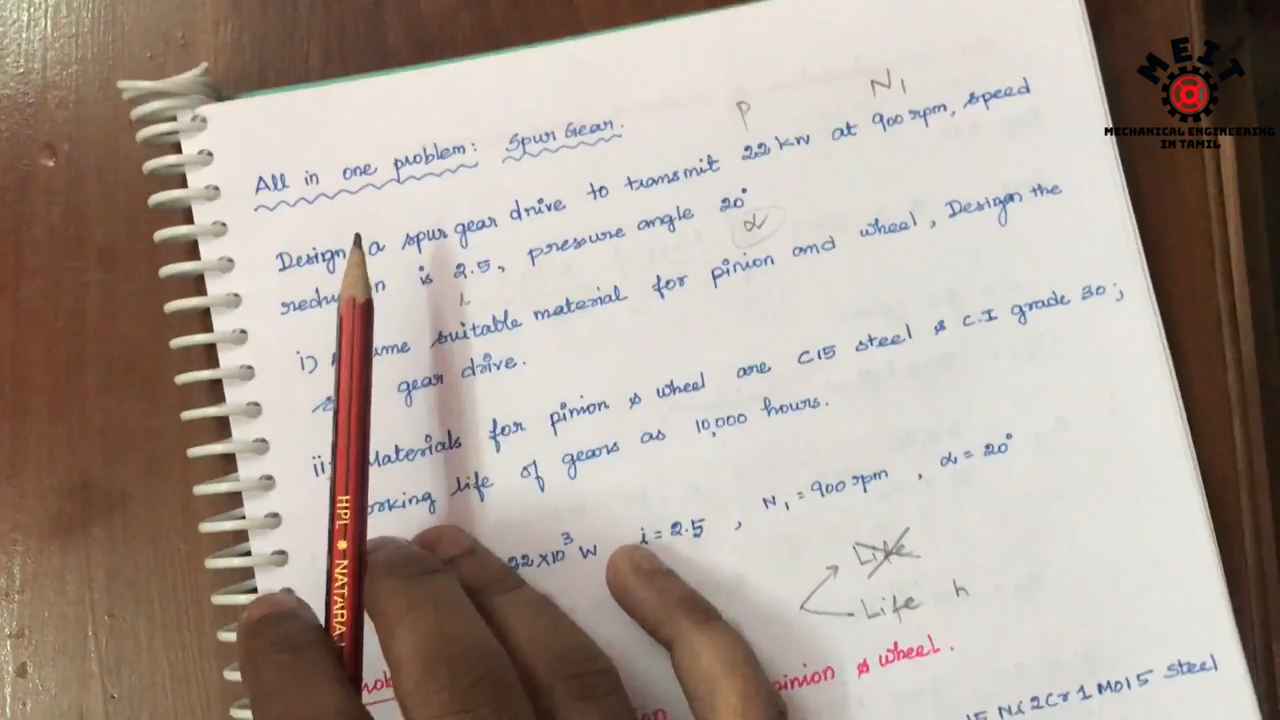 MEIT
MECHANICAL ENGINEERING
IN TAMIL
All in one problem: Spur Gear.
P N1
Design a spur gear drive to transmit 22 kW at 900 rpm, speed
is 2.5, pressure angle 20°
i α
i) suitable material for pinion and wheel, Design the
gear drive.
ii) Materials for pinion & wheel are C15 steel & C.I grade 30;
life of gears as 10,000 hours.
22×10³ W i = 2.5 , N1 = 900 rpm , α = 20°
Life
Life h
pinion & wheel.
15 Ni2Cr1Mo15 Steel
HPL * NATARA